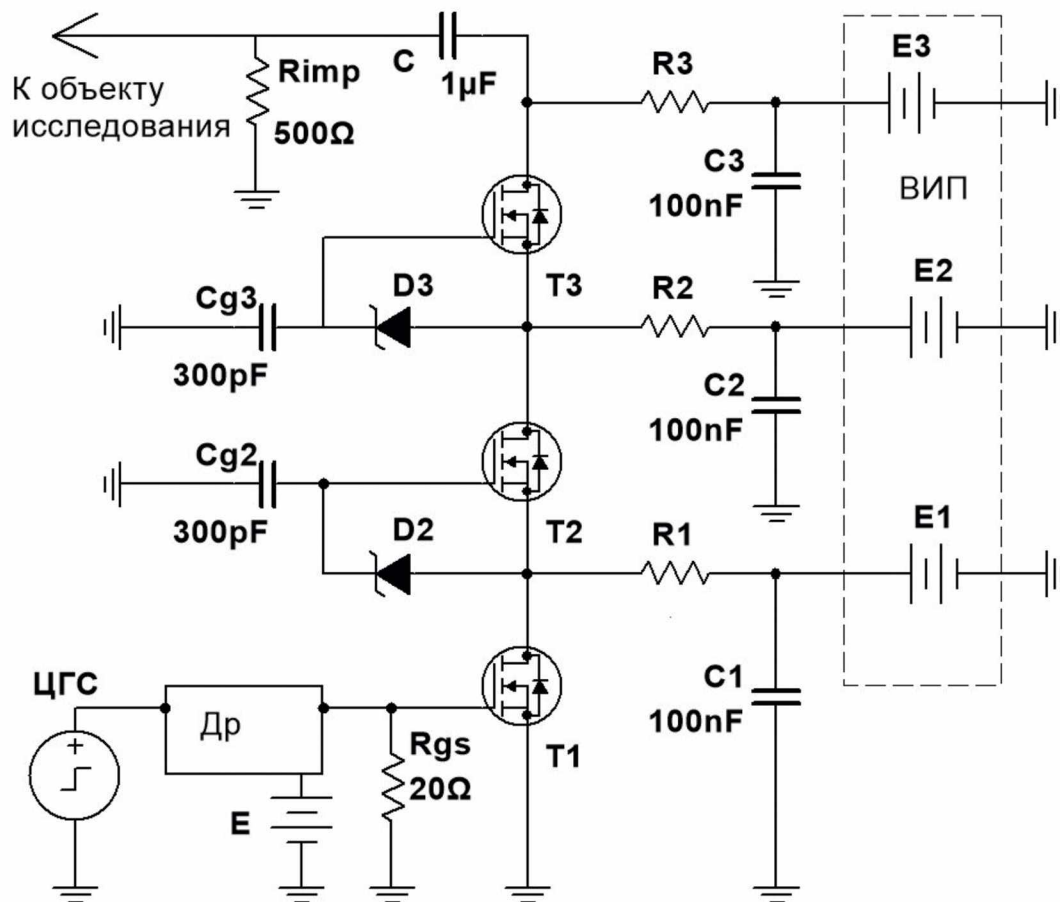 E3
R3
Rimp
C
1µF
К объекту
исследования
500Ω
C3
100nF
ВИП
E2
D3
T3
R2
Cg3
300pF
C2
100nF
Cg2
E1
R1
300pF
D2
T2
C1
100nF
ЦГС
Др
Rgs
20Ω
T1
E